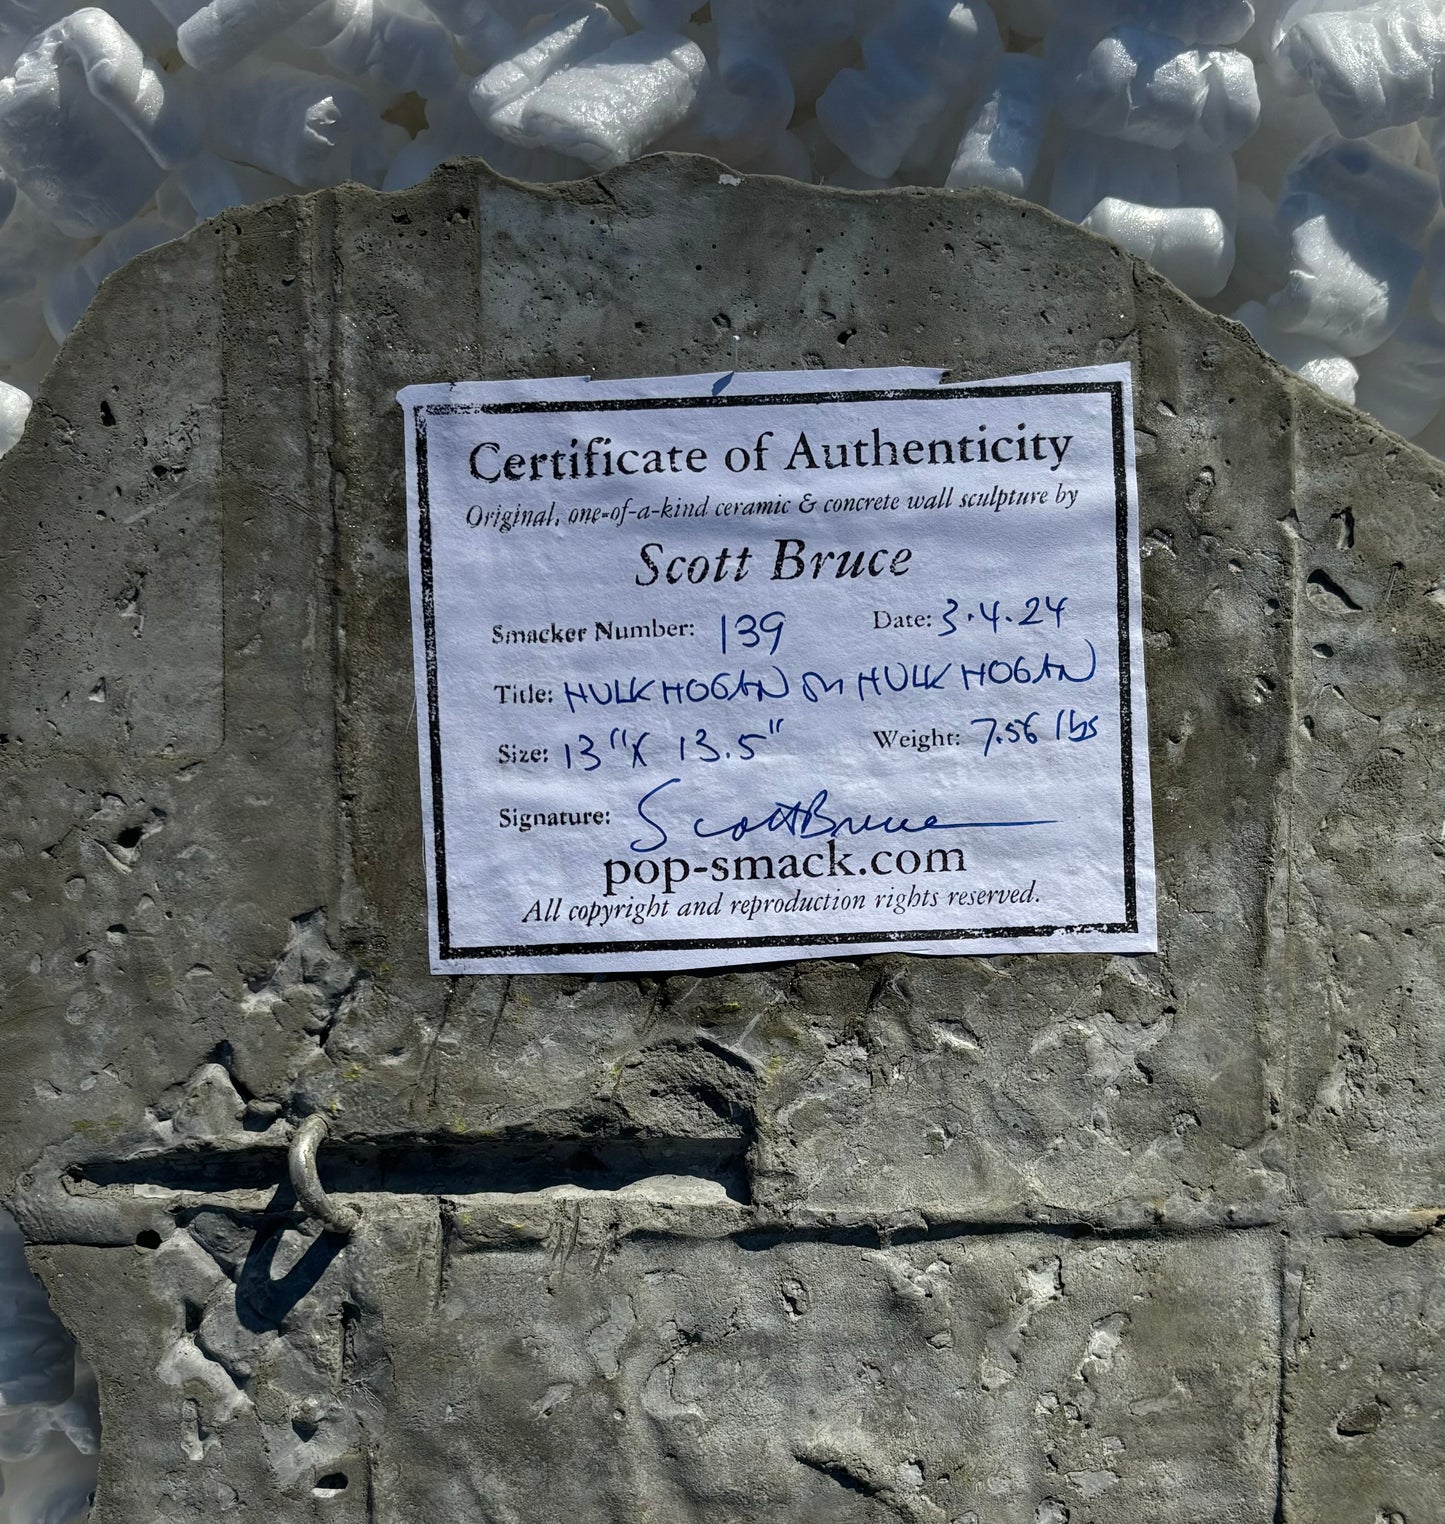 Certificate of Authenticity
Original, one-of-a-kind ceramic & concrete wall sculpture by
Scott Bruce
Smacker Number: 139 Date: 3.4.24
Title: HULK HOGAN on HULK HOGAN
Size: 13" X 13.5" Weight: 7.56 lbs
Signature: Scott Bruce
pop-smack.com
All copyright and reproduction rights reserved.